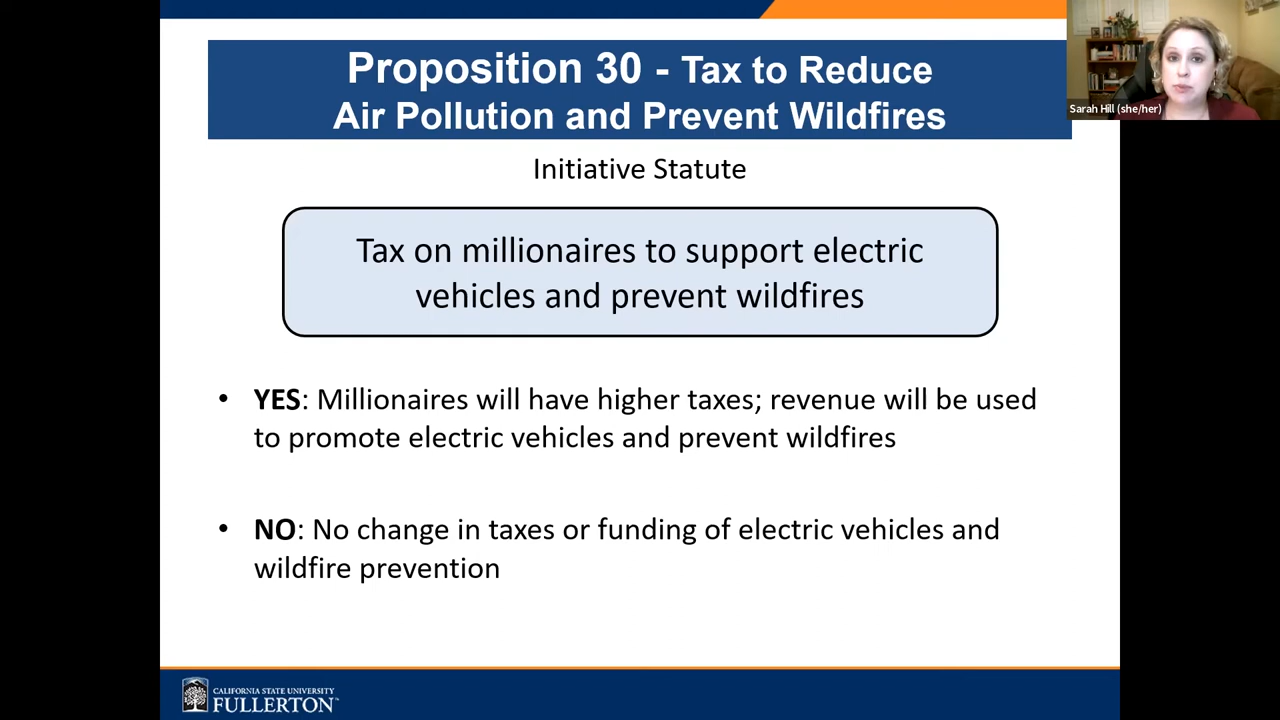 Proposition 30 - Tax to Reduce
Air Pollution and Prevent Wildfires
Sarah Hill (she/her)
Initiative Statute
Tax on millionaires to support electric
vehicles and prevent wildfires
• YES: Millionaires will have higher taxes; revenue will be used
to promote electric vehicles and prevent wildfires
• NO: No change in taxes or funding of electric vehicles and
wildfire prevention
CALIFORNIA STATE UNIVERSITY
FULLERTON™